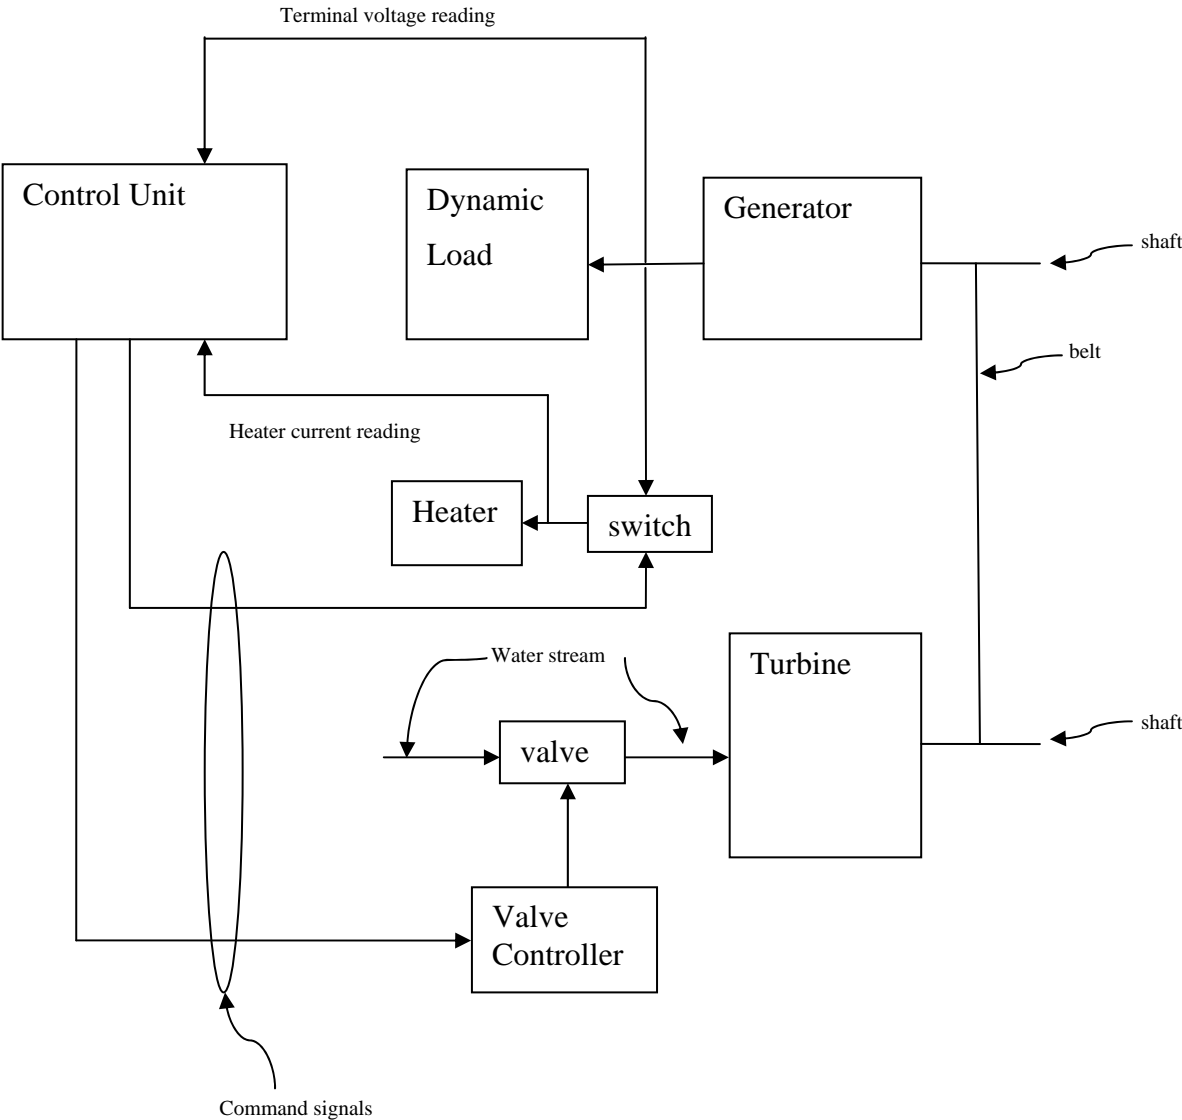 Terminal voltage reading
Control Unit
Dynamic
Load
Generator
shaft
belt
Heater current reading
Heater
switch
Water stream
Turbine
shaft
valve
Valve
Controller
Command signals